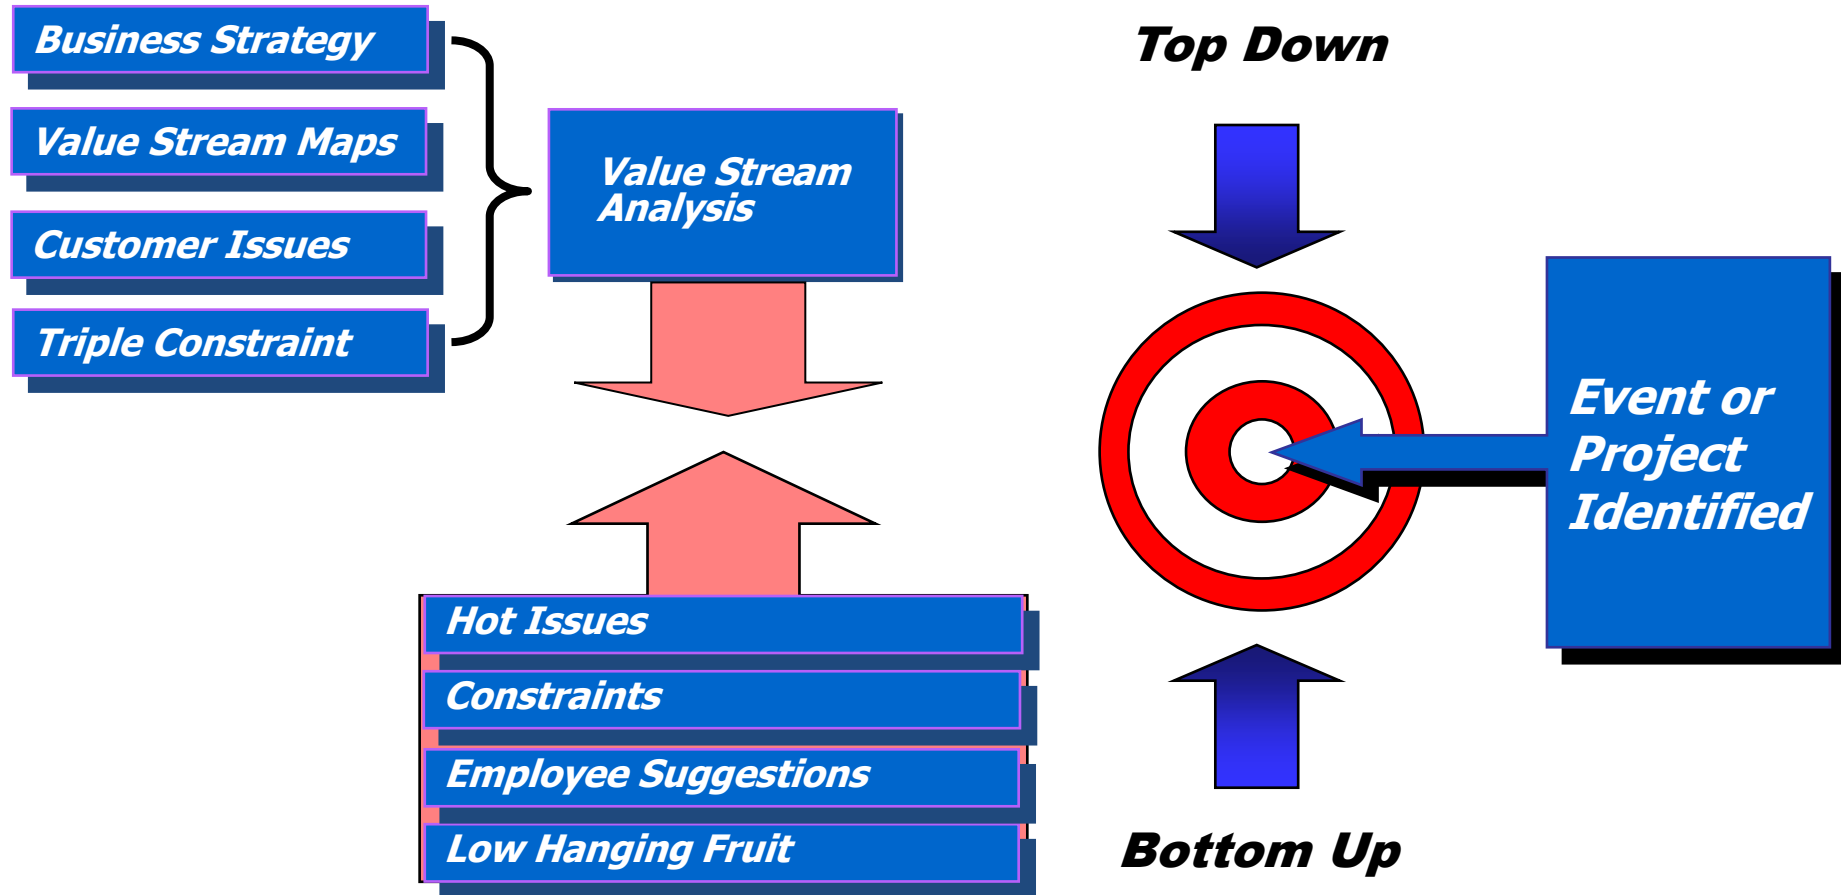 Business Strategy
Value Stream Maps
Customer Issues
Triple Constraint
Value Stream
Analysis
Hot Issues
Constraints
Employee Suggestions
Low Hanging Fruit
Top Down
Event or
Project
Identified
Bottom Up